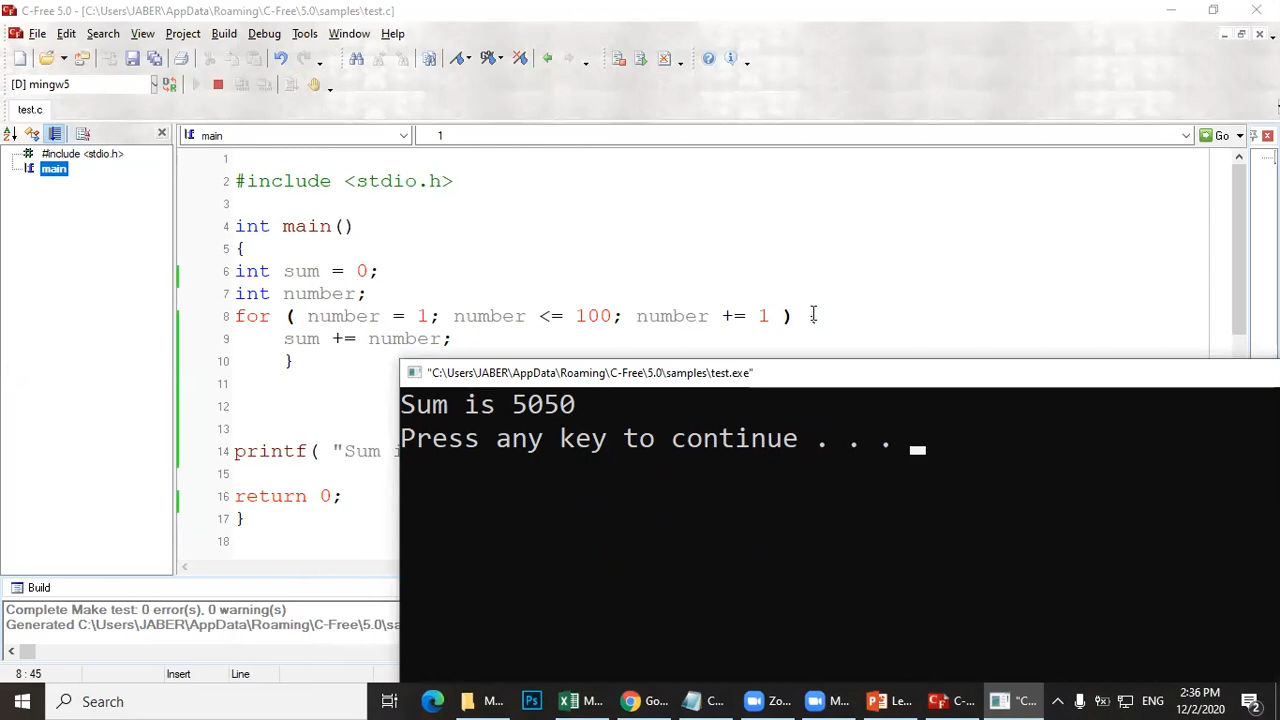 C-Free 5.0 - [C:\Users\JABER\AppData\Roaming\C-Free\5.0\samples\test.c]
File Edit Search View Project Build Debug Tools Window Help
[D] mingw5
test.c
main 1 Go
#include <stdio.h>
main
1
2 #include <stdio.h>
3
4 int main()
5 {
6 int sum = 0;
7 int number;
8 for ( number = 1; number <= 100; number += 1 )
9 sum += number;
10 }
11
12
13
14 printf( "Sum i
15
16 return 0;
17 }
18
"C:\Users\JABER\AppData\Roaming\C-Free\5.0\samples\test.exe"
Sum is 5050
Press any key to continue . . .
Build
Complete Make test: 0 error(s), 0 warning(s)
Generated C:\Users\JABER\AppData\Roaming\C-Free\5.0\sa
8 : 45 Insert Line
Search M... M... Go... C... Zo... M... Le... C-... "C... ENG 2:36 PM
12/2/2020 2